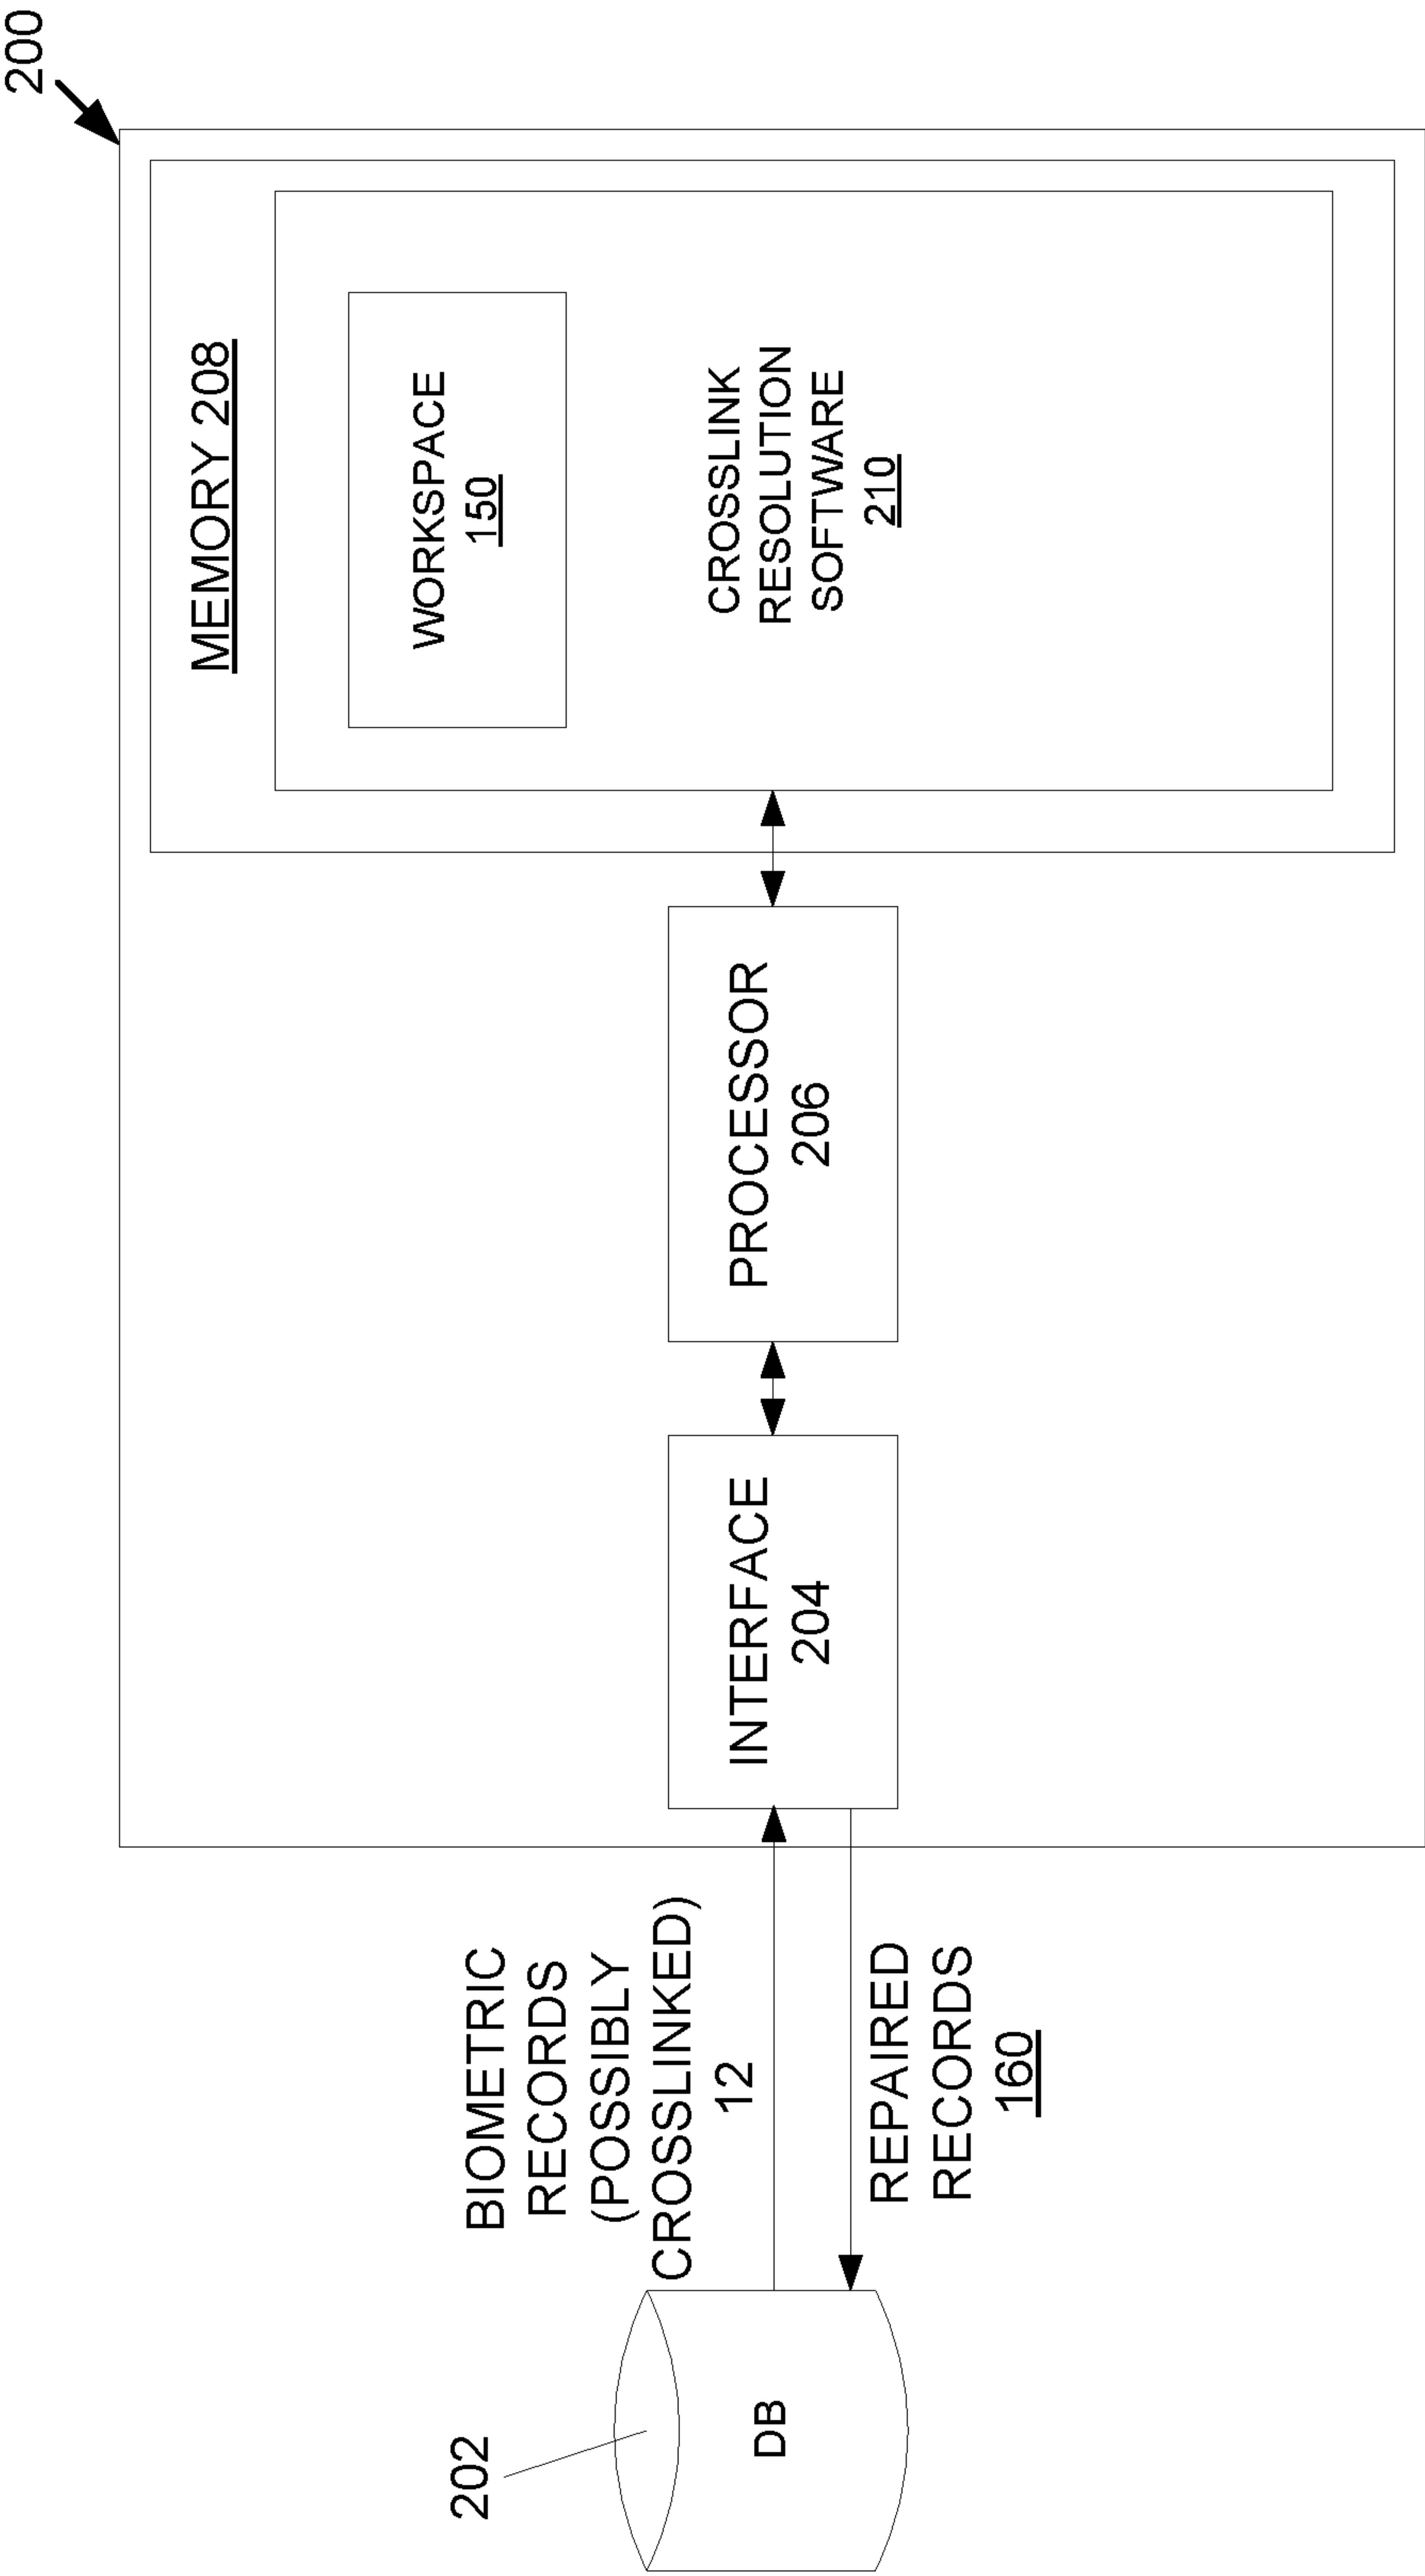 200
MEMORY 208
WORKSPACE
150
CROSSLINK
RESOLUTION
SOFTWARE
210
PROCESSOR
206
INTERFACE
204
BIOMETRIC
RECORDS
(POSSIBLY
CROSSLINKED)
12
REPAIRED
RECORDS
160
202
DB